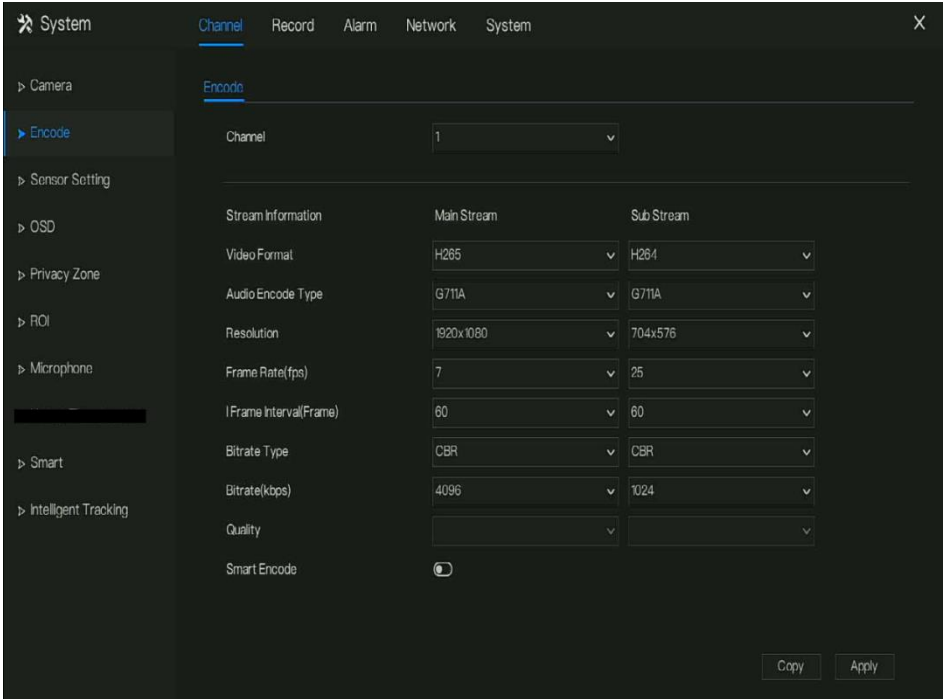 System Channel Record Alarm Network System X
Camera
Encode
Sensor Setting
OSD
Privacy Zone
ROI
Microphone
Smart
Intelligent Tracking
Encode
Channel 1
Stream Information Main Stream Sub Stream
Video Format H265 H264
Audio Encode Type G711A G711A
Resolution 1920x1080 704x576
Frame Rate(fps) 7 25
I Frame Interval(Frame) 60 60
Bitrate Type CBR CBR
Bitrate(kbps) 4096 1024
Quality
Smart Encode
Copy Apply